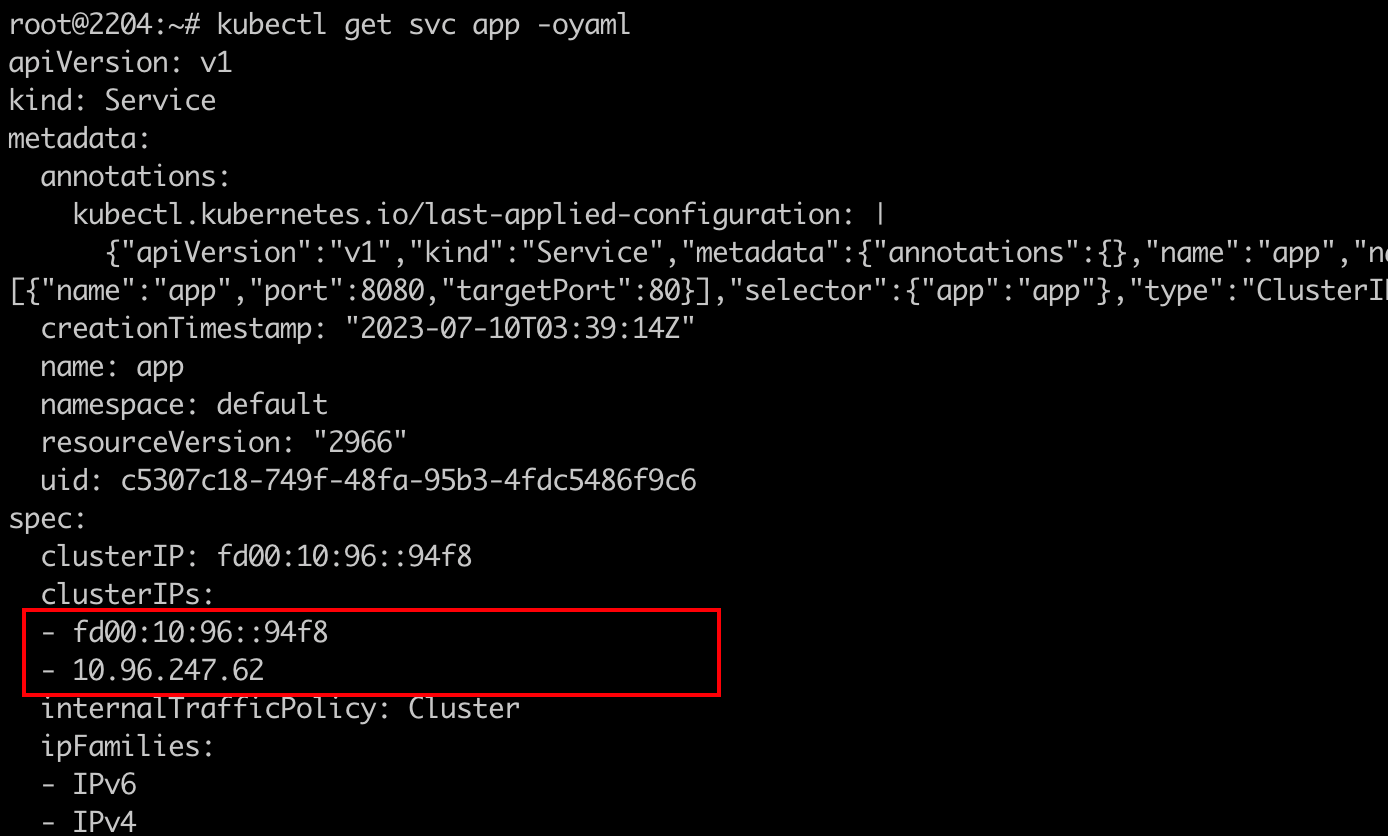 root@2204:~# kubectl get svc app -oyaml
apiVersion: v1
kind: Service
metadata:
  annotations:
    kubectl.kubernetes.io/last-applied-configuration: |
      {"apiVersion":"v1","kind":"Service","metadata":{"annotations":{},"name":"app","na
[{"name":"app","port":8080,"targetPort":80}],"selector":{"app":"app"},"type":"ClusterI
  creationTimestamp: "2023-07-10T03:39:14Z"
  name: app
  namespace: default
  resourceVersion: "2966"
  uid: c5307c18-749f-48fa-95b3-4fdc5486f9c6
spec:
  clusterIP: fd00:10:96::94f8
  clusterIPs:
  - fd00:10:96::94f8
  - 10.96.247.62
  internalTrafficPolicy: Cluster
  ipFamilies:
  - IPv6
  - IPv4